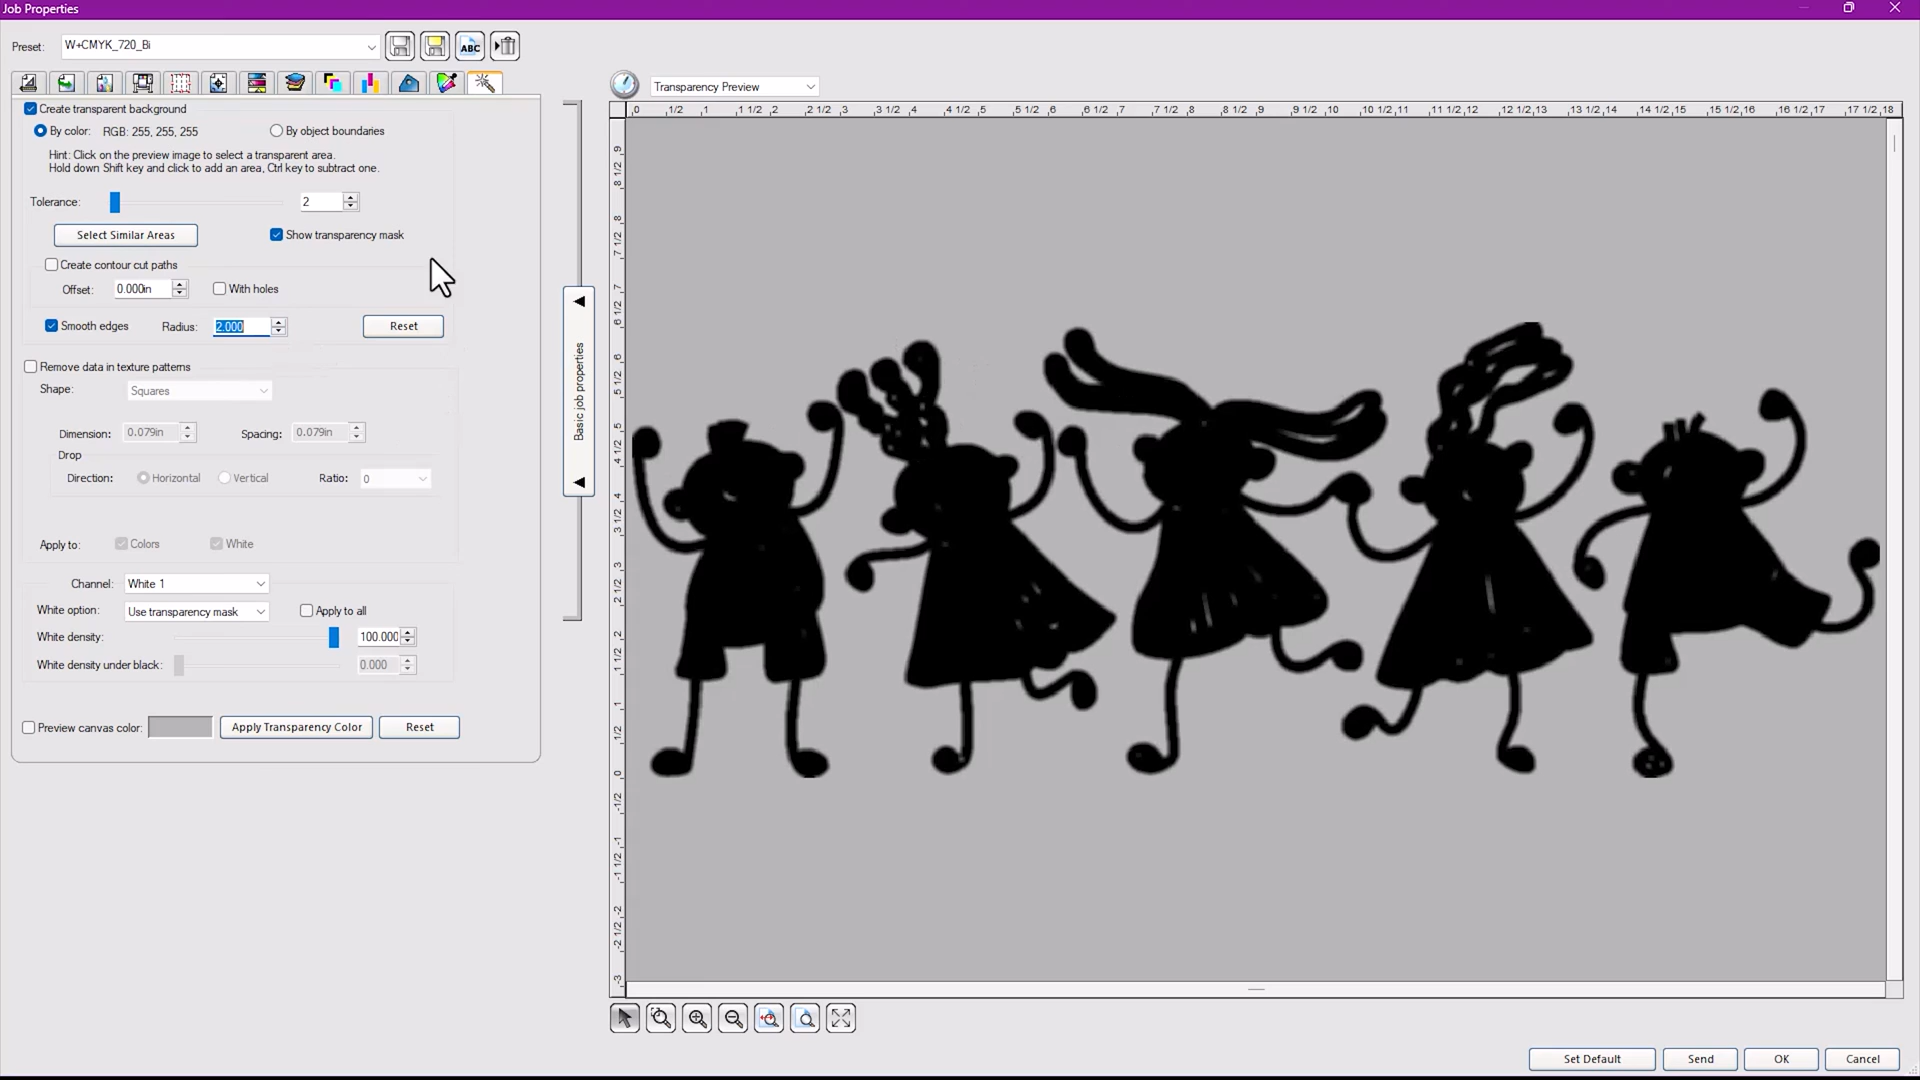 Job Properties
Preset: W+CMYK_720_Bi
ABC
Transparency Preview
Create transparent background
By color: RGB: 255, 255, 255 By object boundaries
Hint: Click on the preview image to select a transparent area.
Hold down Shift key and click to add an area, Ctrl key to subtract one.
Tolerance: 2
Select Similar Areas Show transparency mask
Create contour cut paths
Offset: 0.000in With holes
Smooth edges Radius: 2.000 Reset
Remove data in texture patterns
Shape: Squares
Dimension: 0.079in Spacing: 0.079in
Drop
Direction: Horizontal Vertical Ratio: 0
Apply to: Colors White
Channel: White 1
White option: Use transparency mask Apply to all
White density: 100.000
White density under black: 0.000
Preview canvas color: Apply Transparency Color Reset
Basic job properties
Set Default Send OK Cancel